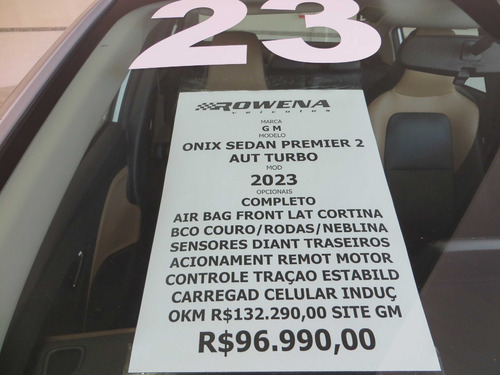 23
ROWENA
veículos
MARCA
G M
MODELO
ONIX SEDAN PREMIER 2
AUT TURBO
MOD
2023
OPCIONAIS
COMPLETO
AIR BAG FRONT LAT CORTINA
BCO COURO/RODAS/NEBLINA
SENSORES DIANT TRASEIROS
ACIONAMENT REMOT MOTOR
CONTROLE TRAÇAO ESTABILD
CARREGAD CELULAR INDUÇ
OKM R$132.290,00 SITE GM
R$96.990,00